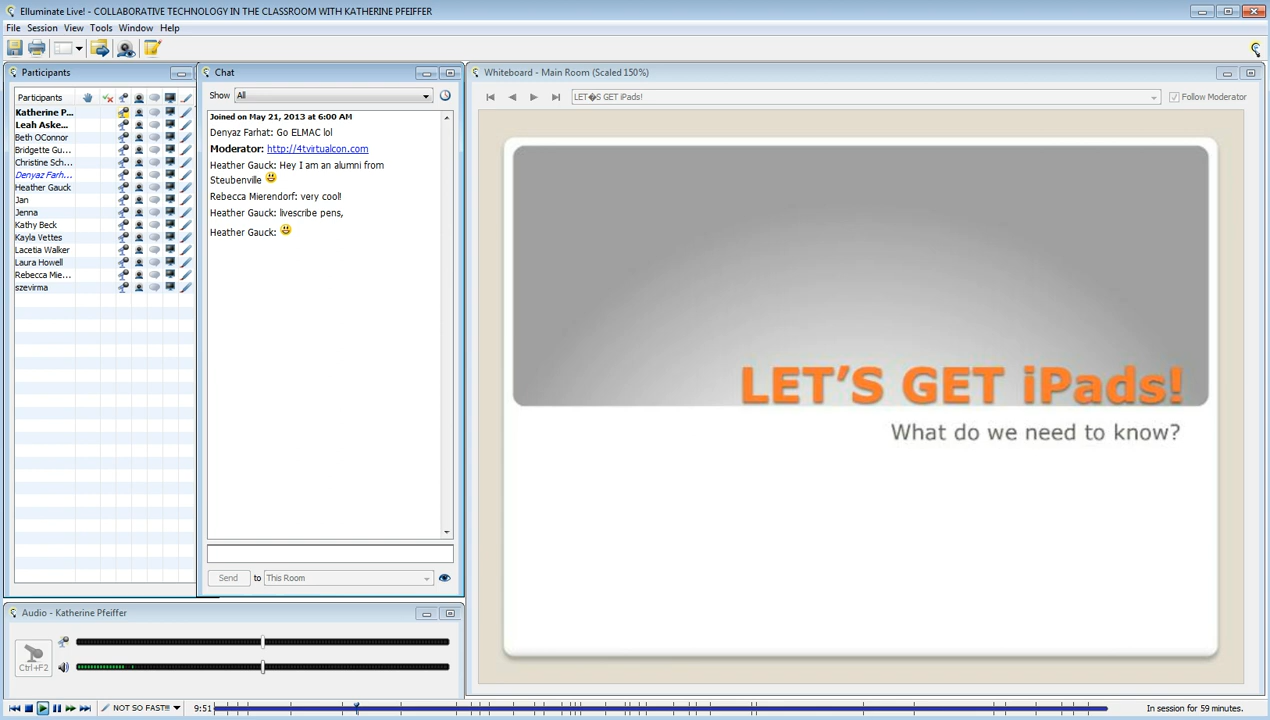 Elluminate Live! - COLLABORATIVE TECHNOLOGY IN THE CLASSROOM WITH KATHERINE PFEIFFER
File Session View Tools Window Help
Participants
Participants
Katherine P...
Leah Aske...
Beth OConnor
Bridgette Gu...
Christine Sch...
Denyaz Farh...
Heather Gauck
Jan
Jenna
Kathy Beck
Kayla Vettes
Lacetia Walker
Laura Howell
Rebecca Mie...
szevirma
Chat
Show All
Joined on May 21, 2013 at 6:00 AM
Denyaz Farhat: Go ELMAC lol
Moderator: http://4tvirtualcon.com
Heather Gauck: Hey I am an alumni from
Steubenville
Rebecca Mierendorf: very cool!
Heather Gauck: livescribe pens,
Heather Gauck:
Send to This Room
Whiteboard - Main Room (Scaled 150%)
LET�S GET iPads!
Follow Moderator
LET’S GET iPads!
What do we need to know?
Audio - Katherine Pfeiffer
Ctrl+F2
NOT SO FAST!!! 9:51 In session for 59 minutes.